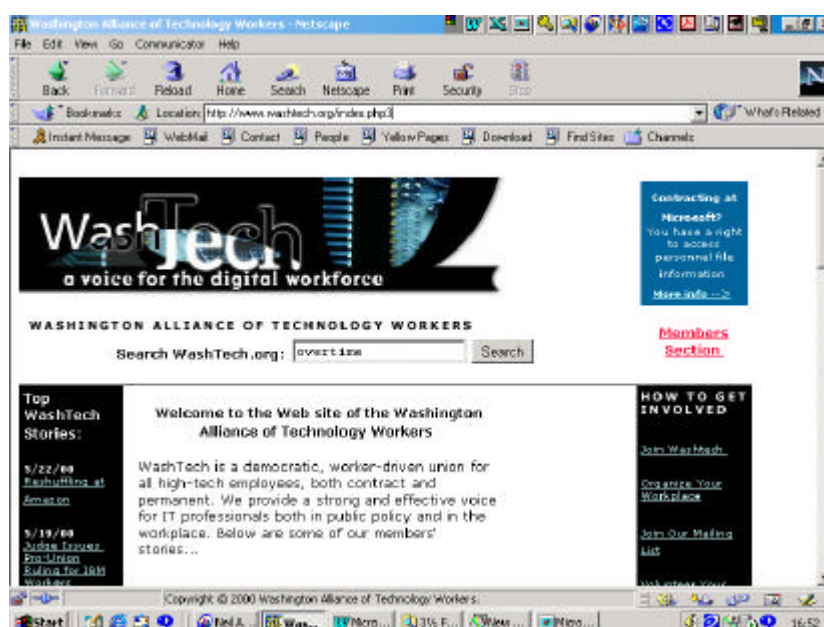 Washington Alliance of Technology Workers - Netscape
File Edit View Go Communicator Help
Back Forward Reload Home Search Netscape Print Security Stop
Bookmarks Location: http://www.washtech.org/index.php3 What's Related
Instant Message WebMail Contact People Yellow Pages Download Find Sites Channels
WashTech
a voice for the digital workforce
Contracting at
Microsoft?
You have a right
to access
personnel file
information
More info -->
WASHINGTON ALLIANCE OF TECHNOLOGY WORKERS
Search WashTech.org: overtime Search
Members
Section
Top
WashTech
Stories:
5/22/00
Reshuffling at
Amazon
5/19/00
Judge Issues
Pro-Union
Ruling for IBM
Workers
Welcome to the Web site of the Washington
Alliance of Technology Workers
WashTech is a democratic, worker-driven union for
all high-tech employees, both contract and
permanent. We provide a strong and effective voice
for IT professionals both in public policy and in the
workplace. Below are some of our members'
stories...
HOW TO GET
INVOLVED
Join Washtech
Organize Your
Workplace
Join Our Mailing
List
Volunteer Your
Copyright © 2000 Washington Alliance of Technology Workers.
Start Was... Micro... New ... Micro... 16:52